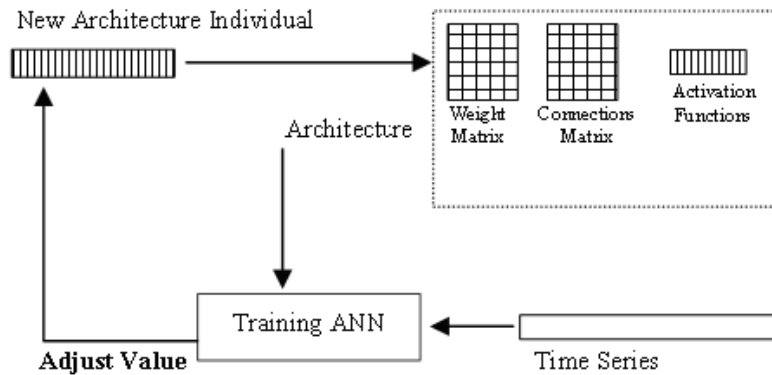 New Architecture Individual
Weight
Matrix
Connections
Matrix
Activation
Functions
Architecture
Training ANN
Adjust Value
Time Series